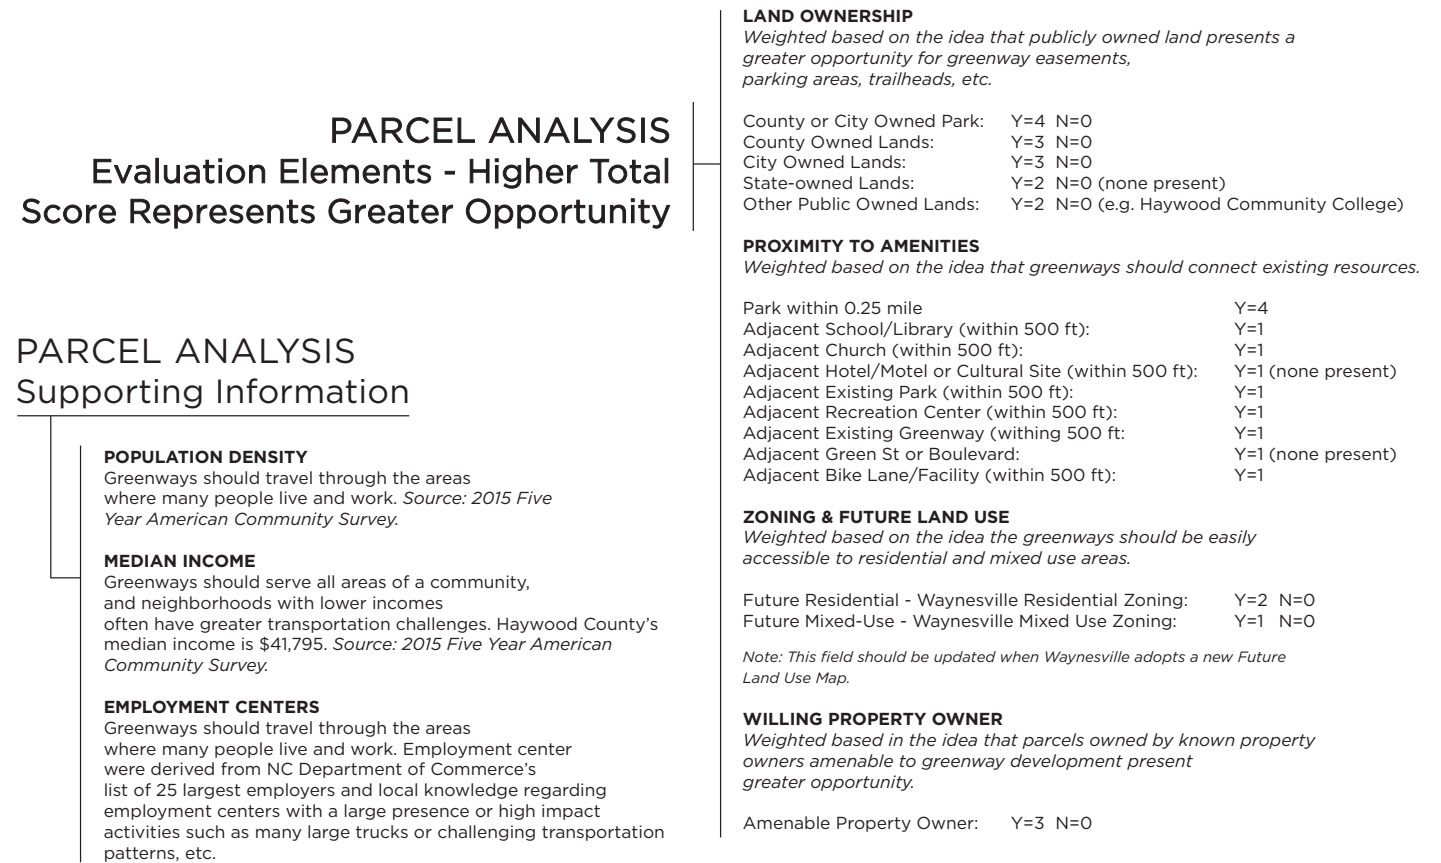 PARCEL ANALYSIS
Evaluation Elements - Higher Total
Score Represents Greater Opportunity
PARCEL ANALYSIS
Supporting Information
POPULATION DENSITY
Greenways should travel through the areas
where many people live and work. Source: 2015 Five
Year American Community Survey.
MEDIAN INCOME
Greenways should serve all areas of a community,
and neighborhoods with lower incomes
often have greater transportation challenges. Haywood County’s
median income is $41,795. Source: 2015 Five Year American
Community Survey.
EMPLOYMENT CENTERS
Greenways should travel through the areas
where many people live and work. Employment center
were derived from NC Department of Commerce’s
list of 25 largest employers and local knowledge regarding
employment centers with a large presence or high impact
activities such as many large trucks or challenging transportation
patterns, etc.
LAND OWNERSHIP
Weighted based on the idea that publicly owned land presents a
greater opportunity for greenway easements,
parking areas, trailheads, etc.
County or City Owned Park: Y=4 N=0
County Owned Lands: Y=3 N=0
City Owned Lands: Y=3 N=0
State-owned Lands: Y=2 N=0 (none present)
Other Public Owned Lands: Y=2 N=0 (e.g. Haywood Community College)
PROXIMITY TO AMENITIES
Weighted based on the idea that greenways should connect existing resources.
Park within 0.25 mile Y=4
Adjacent School/Library (within 500 ft): Y=1
Adjacent Church (within 500 ft): Y=1
Adjacent Hotel/Motel or Cultural Site (within 500 ft): Y=1 (none present)
Adjacent Existing Park (within 500 ft): Y=1
Adjacent Recreation Center (within 500 ft): Y=1
Adjacent Existing Greenway (withing 500 ft: Y=1
Adjacent Green St or Boulevard: Y=1 (none present)
Adjacent Bike Lane/Facility (within 500 ft): Y=1
ZONING & FUTURE LAND USE
Weighted based on the idea the greenways should be easily
accessible to residential and mixed use areas.
Future Residential - Waynesville Residential Zoning: Y=2 N=0
Future Mixed-Use - Waynesville Mixed Use Zoning: Y=1 N=0
Note: This field should be updated when Waynesville adopts a new Future
Land Use Map.
WILLING PROPERTY OWNER
Weighted based in the idea that parcels owned by known property
owners amenable to greenway development present
greater opportunity.
Amenable Property Owner: Y=3 N=0